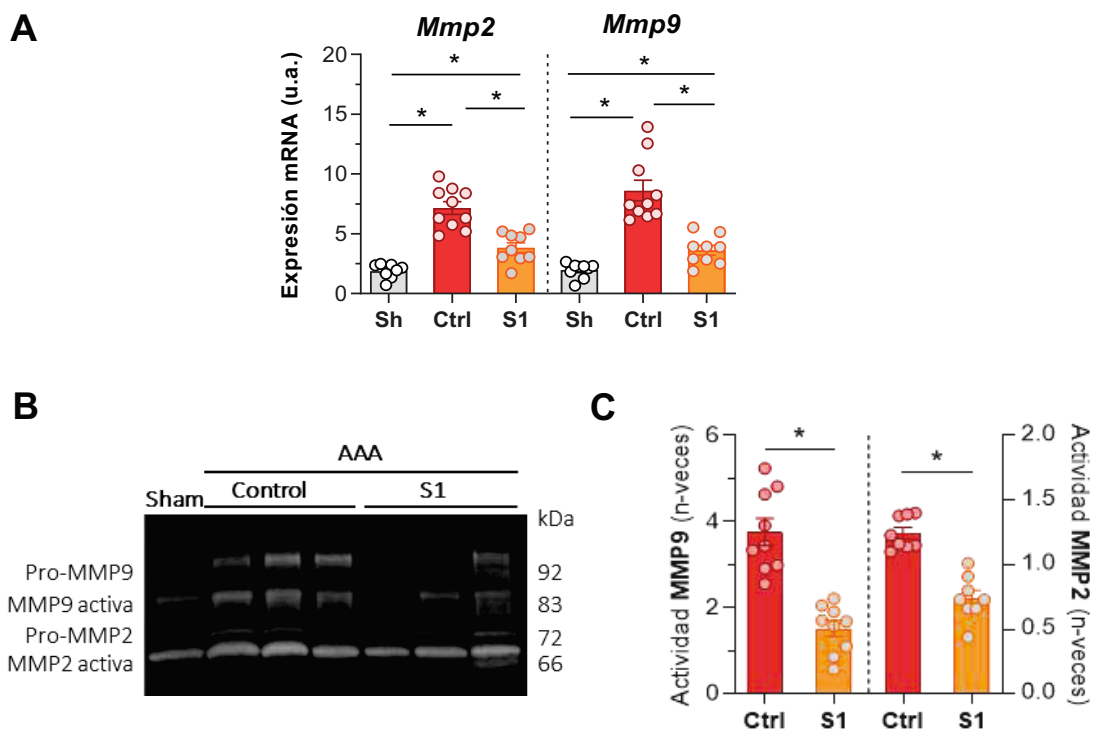 A
Mmp2 Mmp9
Expresión mRNA (u.a.)
20
15
10
5
0
* * * * * *
Sh Ctrl S1 Sh Ctrl S1
B
AAA
Sham Control S1
kDa
Pro-MMP9 92
MMP9 activa 83
Pro-MMP2 72
MMP2 activa 66
C
Actividad MMP9 (n-veces)
6
4
2
0
* *
2.0
1.5
1.0
0.5
0.0
Actividad MMP2 (n-veces)
Ctrl S1 Ctrl S1